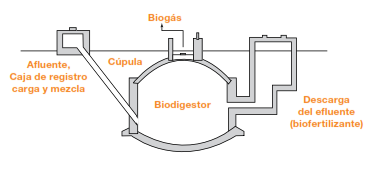 Biogás
Afluente,
Caja de registro
carga y mezcla
Cúpula
Biodigestor
Descarga
del efluente
(biofertilizante)